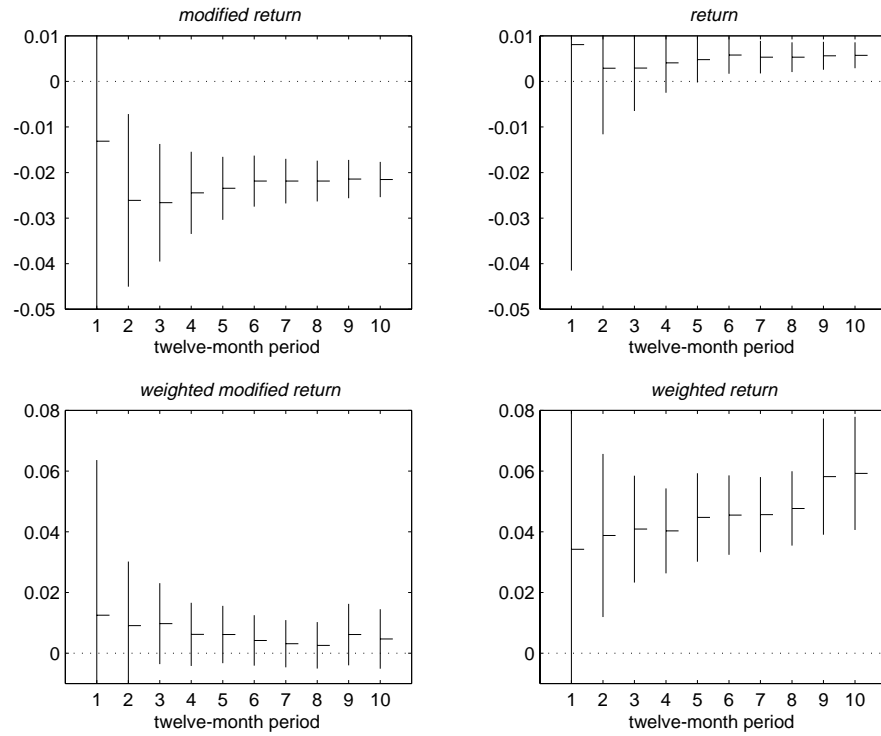 modified return
0.01
0
-0.01
-0.02
-0.03
-0.04
-0.05
1 2 3 4 5 6 7 8 9 10
twelve-month period
return
0.01
0
-0.01
-0.02
-0.03
-0.04
-0.05
1 2 3 4 5 6 7 8 9 10
twelve-month period
weighted modified return
0.08
0.06
0.04
0.02
0
1 2 3 4 5 6 7 8 9 10
twelve-month period
weighted return
0.08
0.06
0.04
0.02
0
1 2 3 4 5 6 7 8 9 10
twelve-month period